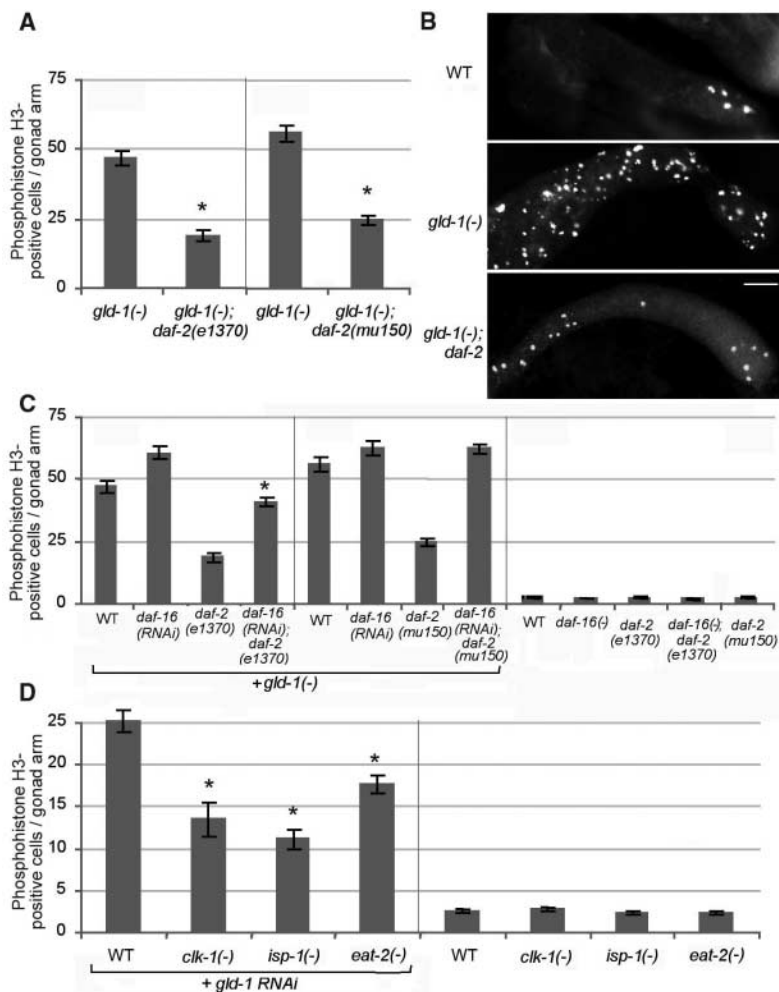 A
Phosphohistone H3-
positive cells / gonad arm
75
50
25
0
*
*
gld-1(-)
gld-1(-);
daf-2(e1370)
gld-1(-)
gld-1(-);
daf-2(mu150)
B
WT
gld-1(-)
gld-1(-);
daf-2
C
Phosphohistone H3-
positive cells / gonad arm
75
50
25
0
*
WT
daf-16
(RNAi)
daf-2
(e1370)
daf-16
(RNAi);
daf-2
(e1370)
WT
daf-16
(RNAi)
daf-2
(mu150)
daf-16
(RNAi);
daf-2
(mu150)
WT
daf-16(-)
daf-2
(e1370)
daf-16(-);
daf-2
(e1370)
daf-2
(mu150)
+ gld-1(-)
D
Phosphohistone H3-
positive cells / gonad arm
25
20
15
10
5
0
*
*
*
WT
clk-1(-)
isp-1(-)
eat-2(-)
WT
clk-1(-)
isp-1(-)
eat-2(-)
+ gld-1 RNAi